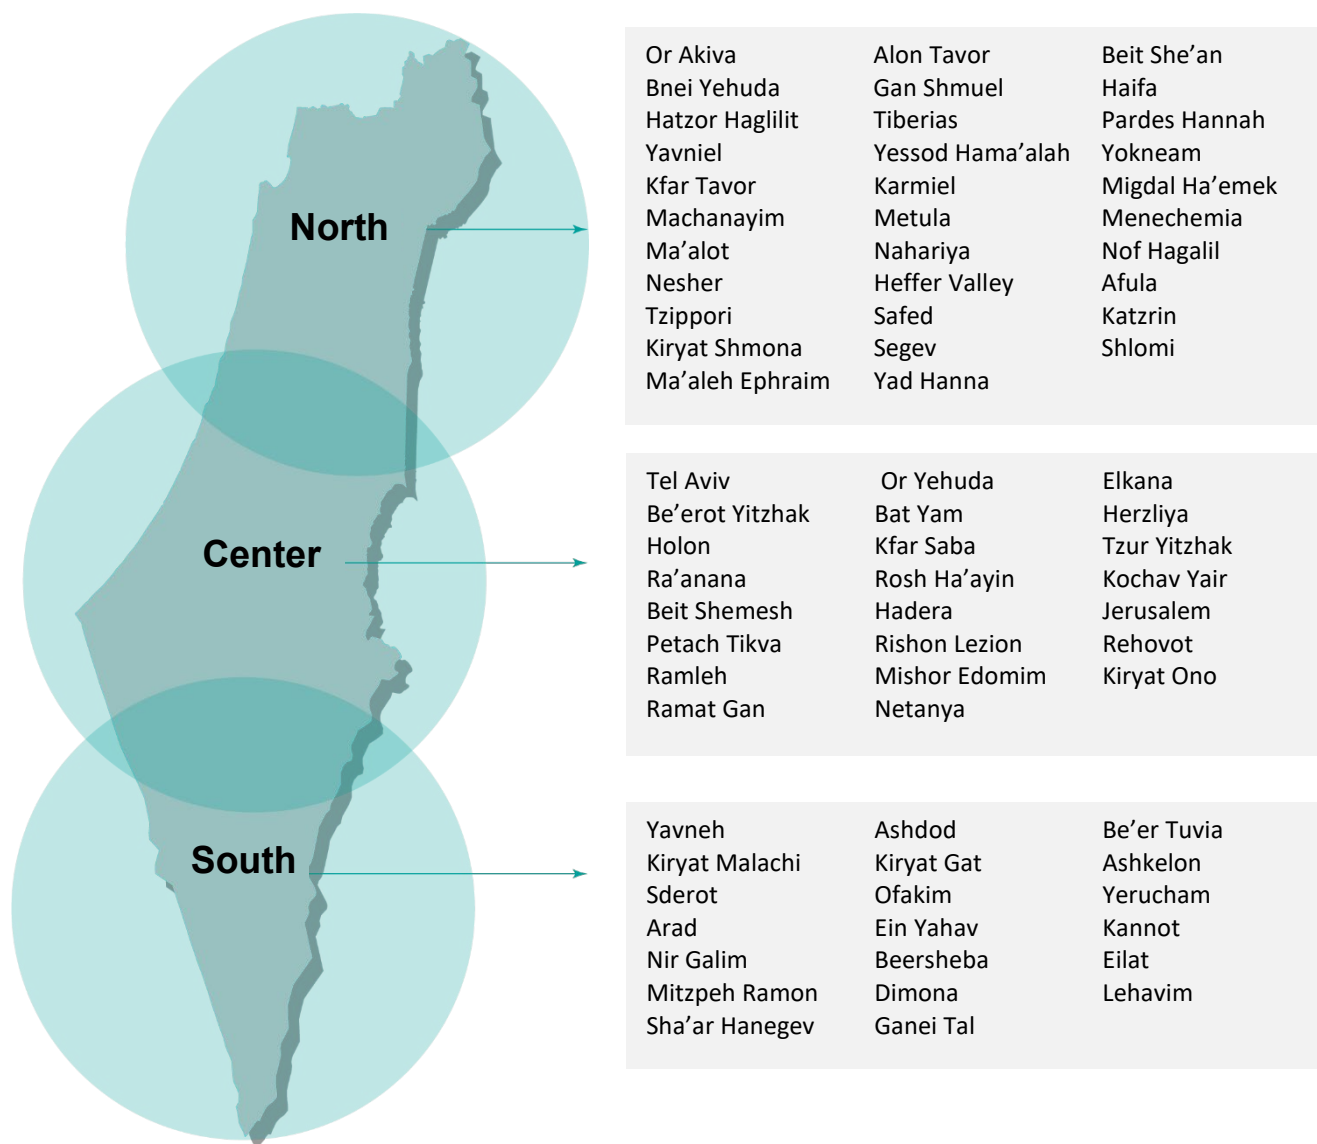 North
Or Akiva Alon Tavor Beit She’an
Bnei Yehuda Gan Shmuel Haifa
Hatzor Haglilit Tiberias Pardes Hannah
Yavniel Yessod Hama’alah Yokneam
Kfar Tavor Karmiel Migdal Ha’emek
Machanayim Metula Menechemia
Ma’alot Nahariya Nof Hagalil
Nesher Heffer Valley Afula
Tzippori Safed Katzrin
Kiryat Shmona Segev Shlomi
Ma’aleh Ephraim Yad Hanna
Center
Tel Aviv Or Yehuda Elkana
Be’erot Yitzhak Bat Yam Herzliya
Holon Kfar Saba Tzur Yitzhak
Ra’anana Rosh Ha’ayin Kochav Yair
Beit Shemesh Hadera Jerusalem
Petach Tikva Rishon Lezion Rehovot
Ramleh Mishor Edomim Kiryat Ono
Ramat Gan Netanya
South
Yavneh Ashdod Be’er Tuvia
Kiryat Malachi Kiryat Gat Ashkelon
Sderot Ofakim Yerucham
Arad Ein Yahav Kannot
Nir Galim Beersheba Eilat
Mitzpeh Ramon Dimona Lehavim
Sha’ar Hanegev Ganei Tal